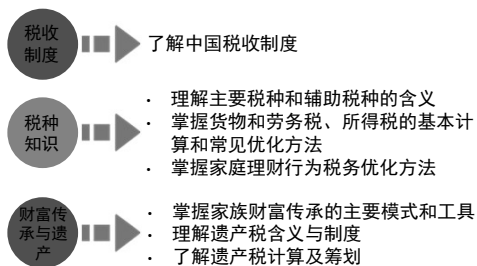 税收
制度
了解中国税收制度
税种
知识
· 理解主要税种和辅助税种的含义
· 掌握货物和劳务税、所得税的基本计
算和常见优化方法
· 掌握家庭理财行为税务优化方法
财富传
承与遗
产
· 掌握家族财富传承的主要模式和工具
· 理解遗产税含义与制度
· 了解遗产税计算及筹划